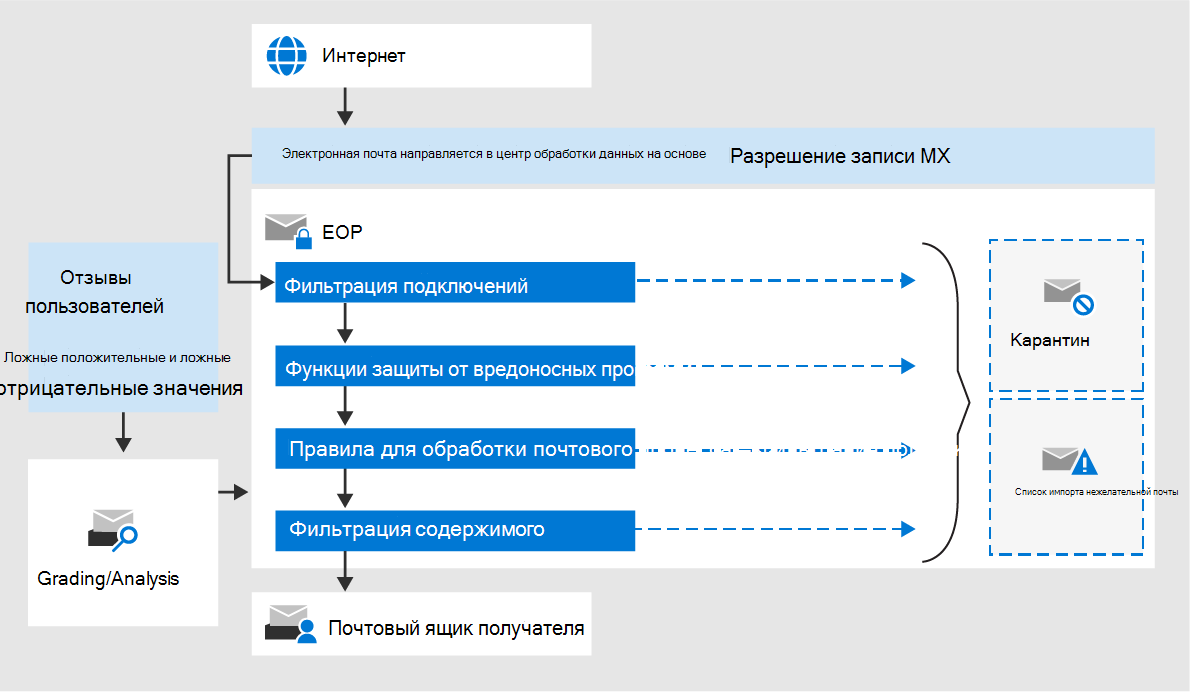 Интернет
Электронная почта направляется в центр обработки данных на основе Разрешение записи MX
EOP
Фильтрация подключений
Функции защиты от вредоносных про
Правила для обработки почтового
Фильтрация содержимого
Почтовый ящик получателя
Отзывы
пользователей
Ложные положительные и ложные
отрицательные значения
Grading/Analysis
Карантин
Список импорта нежелательной почты